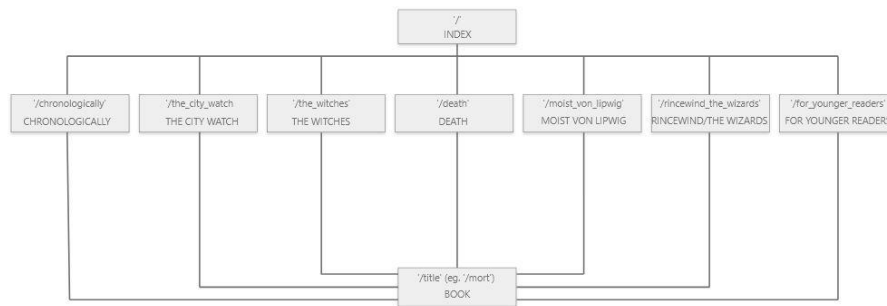 '/'
INDEX
'/chronologically'
CHRONOLOGICALLY
'/the_city_watch
THE CITY WATCH
'/the_witches'
THE WITCHES
'/death'
DEATH
'/moist_von_lipwig'
MOIST VON LIPWIG
'/rincewind_the_wizards'
RINCEWIND/THE WIZARDS
'/for_younger_readers'
FOR YOUNGER READERS
'/title' (eg. '/mort')
BOOK